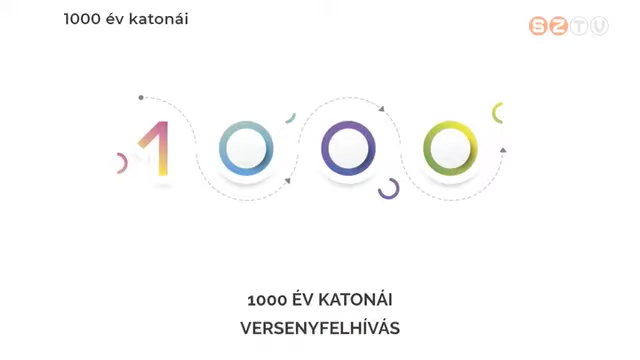 1000 év katonái
SZTV
1000
1000 ÉV KATONÁI
VERSENYFELHÍVÁS